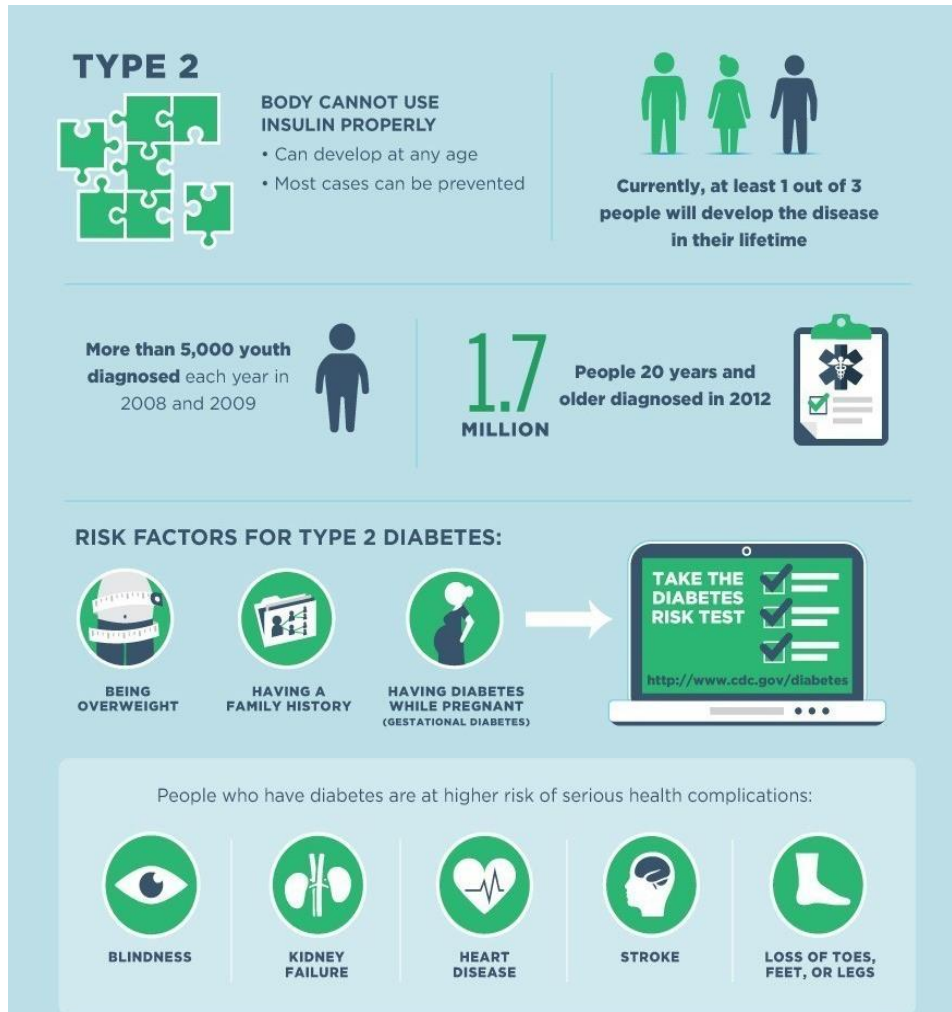 TYPE 2
BODY CANNOT USE
INSULIN PROPERLY
• Can develop at any age
• Most cases can be prevented
Currently, at least 1 out of 3
people will develop the disease
in their lifetime
More than 5,000 youth
diagnosed each year in
2008 and 2009
1.7
MILLION
People 20 years and
older diagnosed in 2012
RISK FACTORS FOR TYPE 2 DIABETES:
BEING
OVERWEIGHT
HAVING A
FAMILY HISTORY
HAVING DIABETES
WHILE PREGNANT
(GESTATIONAL DIABETES)
TAKE THE
DIABETES
RISK TEST
http://www.cdc.gov/diabetes
People who have diabetes are at higher risk of serious health complications:
BLINDNESS
KIDNEY
FAILURE
HEART
DISEASE
STROKE
LOSS OF TOES,
FEET, OR LEGS